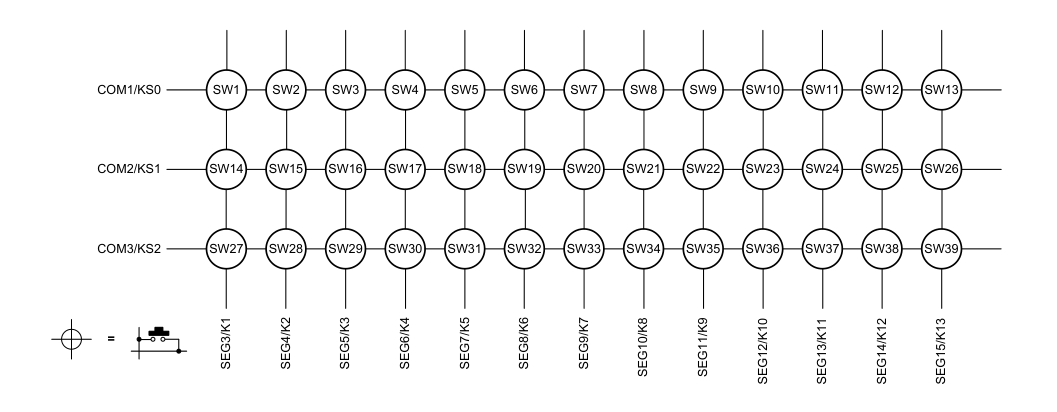 COM1/KS0 SW1 SW2 SW3 SW4 SW5 SW6 SW7 SW8 SW9 SW10 SW11 SW12 SW13
COM2/KS1 SW14 SW15 SW16 SW17 SW18 SW19 SW20 SW21 SW22 SW23 SW24 SW25 SW26
COM3/KS2 SW27 SW28 SW29 SW30 SW31 SW32 SW33 SW34 SW35 SW36 SW37 SW38 SW39
=
SEG3/K1
SEG4/K2
SEG5/K3
SEG6/K4
SEG7/K5
SEG8/K6
SEG9/K7
SEG10/K8
SEG11/K9
SEG12/K10
SEG13/K11
SEG14/K12
SEG15/K13